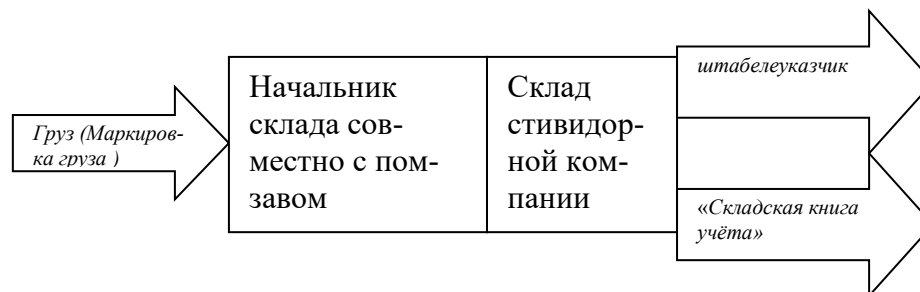 Груз (Маркиров-
ка груза )
Начальник
склада сов-
местно с пом-
завом
Склад
стивидор-
ной ком-
пании
штабелеуказчик
«Складская книга
учёта»